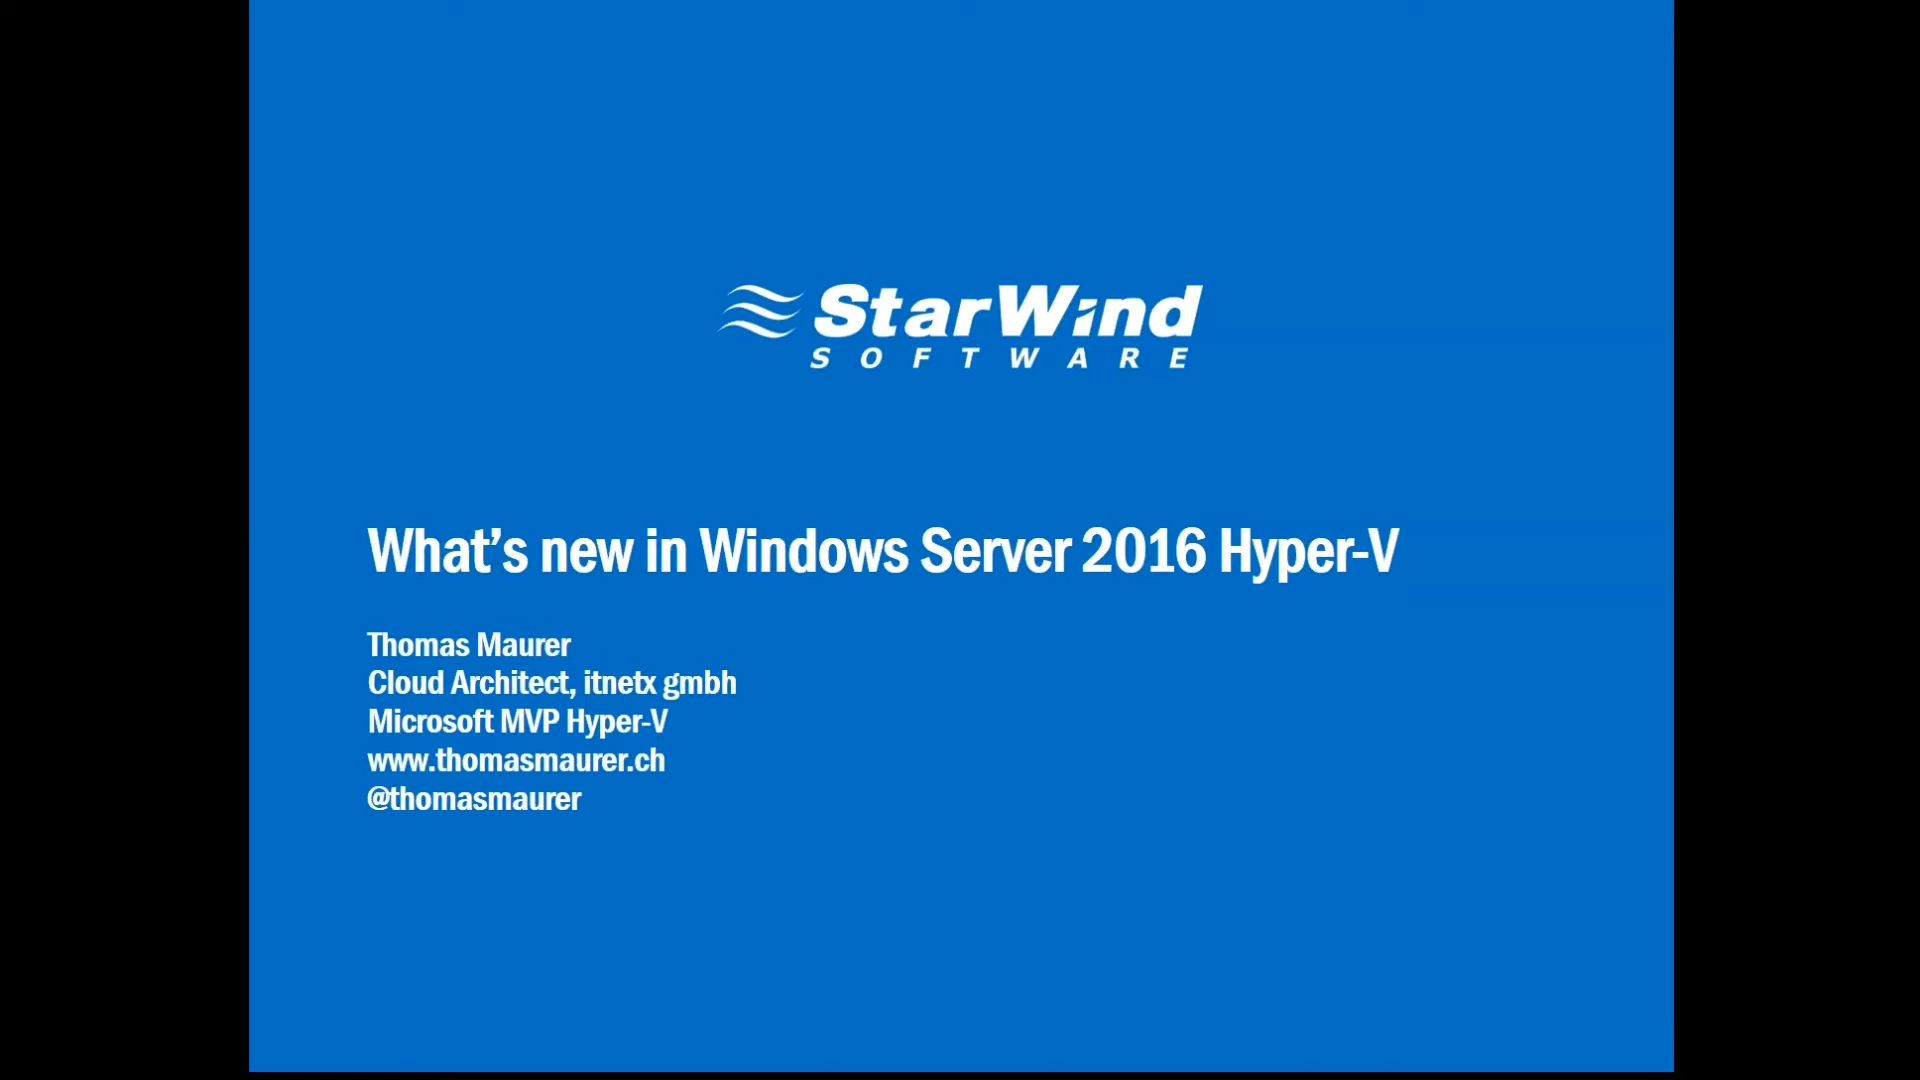 StarWind
SOFTWARE
What’s new in Windows Server 2016 Hyper-V
Thomas Maurer
Cloud Architect, itnetx gmbh
Microsoft MVP Hyper-V
www.thomasmaurer.ch
@thomasmaurer